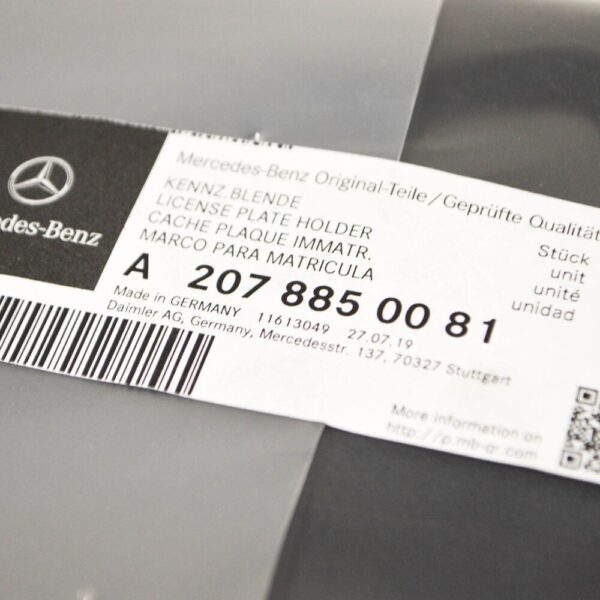 Mercedes-Benz Original-Teile/Geprüfte Qualität
des-Benz
KENNZ.BLENDE
LICENSE PLATE HOLDER
CACHE PLAQUE IMMATR.
MARCO PARA MATRICULA
Stück
unit
unité
unidad
A 207 885 00 81
Made in GERMANY 11613049 27.07.19
Daimler AG, Germany, Mercedesstr. 137, 70327 Stuttgart
More information on
http://p.mb-qr.com